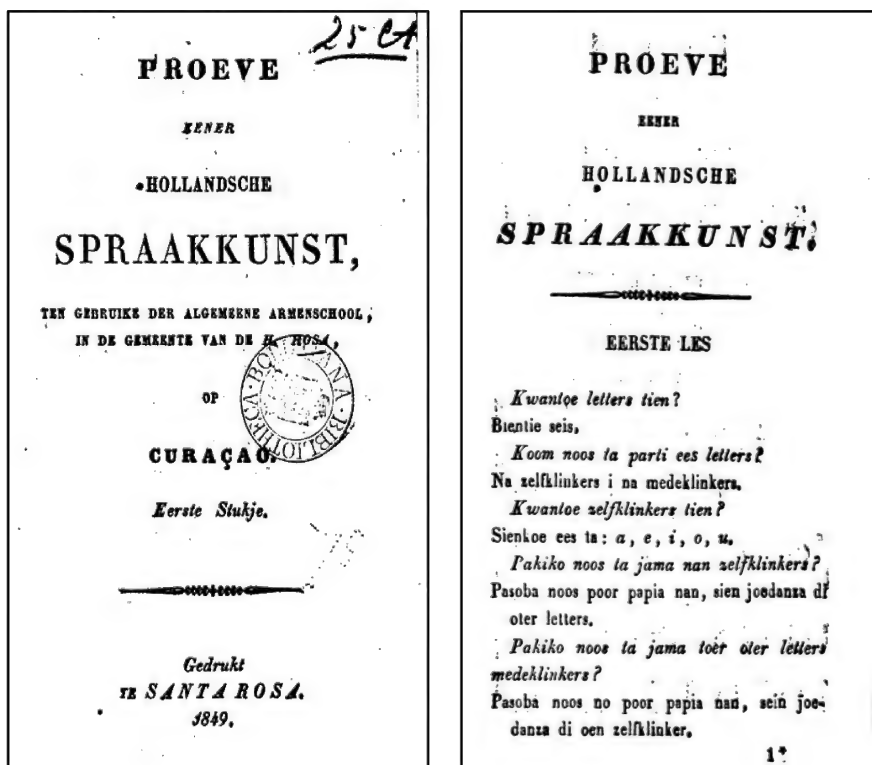 25 ct
PROEVE
EENER
HOLLANDSCHE
SPRAAKKUNST,
TEN GEBRUIKE DER ALGEMEENE ARMENSCHOOL,
IN DE GEMEENTE VAN DE H. ROSA,
OP
CURAÇAO.
Eerste Stukje.
Gedrukt
TE SANTA ROSA.
1849.
BIBLIOTHECA BONAEANA
PROEVE
EENER
HOLLANDSCHE
SPRAAKKUNST.
EERSTE LES
Kwantoe letters tien?
Bientie seis.
Koom noos ta parti ees letters?
Na zelfklinkers i na medeklinkers.
Kwantoe zelfklinkers tien?
Sienkoe ees ta: a, e, i, o, u.
Pakiko noos ta jama nan zelfklinkers?
Pasoba noos poor papia nan, sien joedanza di
oter letters.
Pakiko noos ta jama toer oter letters
medeklinkers?
Pasoba noos no poor papia nan, sein joe-
danza di oen zelfklinker.
1*